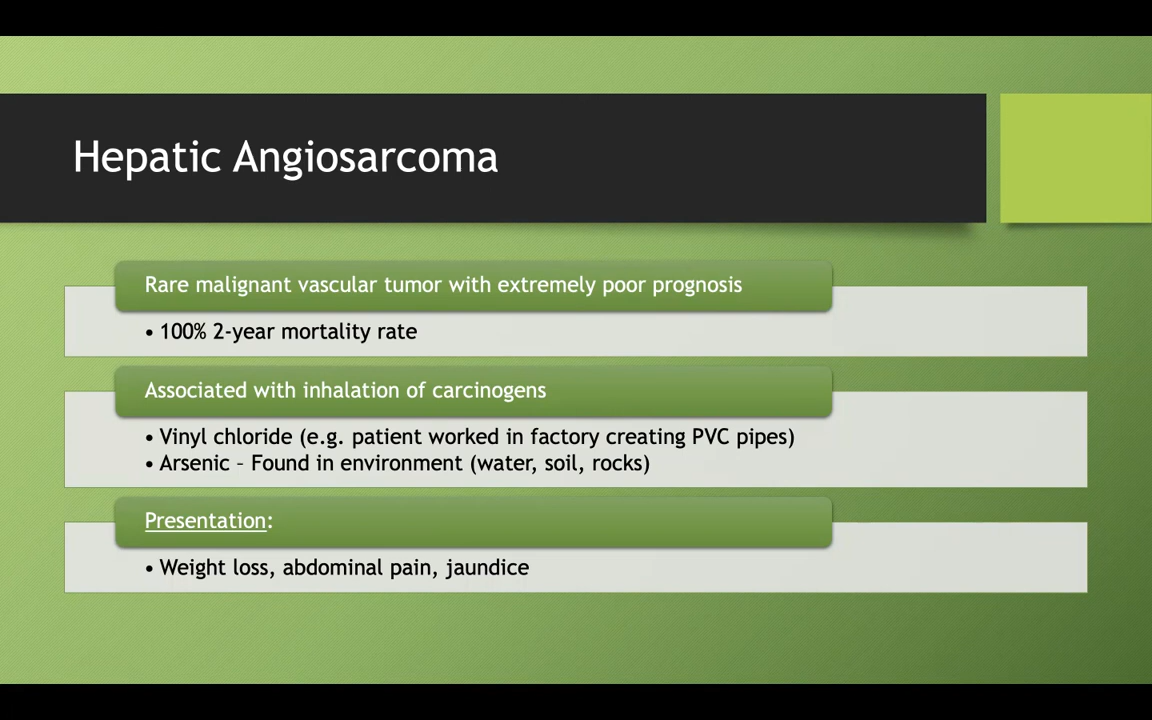 Hepatic Angiosarcoma
Rare malignant vascular tumor with extremely poor prognosis
• 100% 2-year mortality rate
Associated with inhalation of carcinogens
• Vinyl chloride (e.g. patient worked in factory creating PVC pipes)
• Arsenic – Found in environment (water, soil, rocks)
Presentation:
• Weight loss, abdominal pain, jaundice